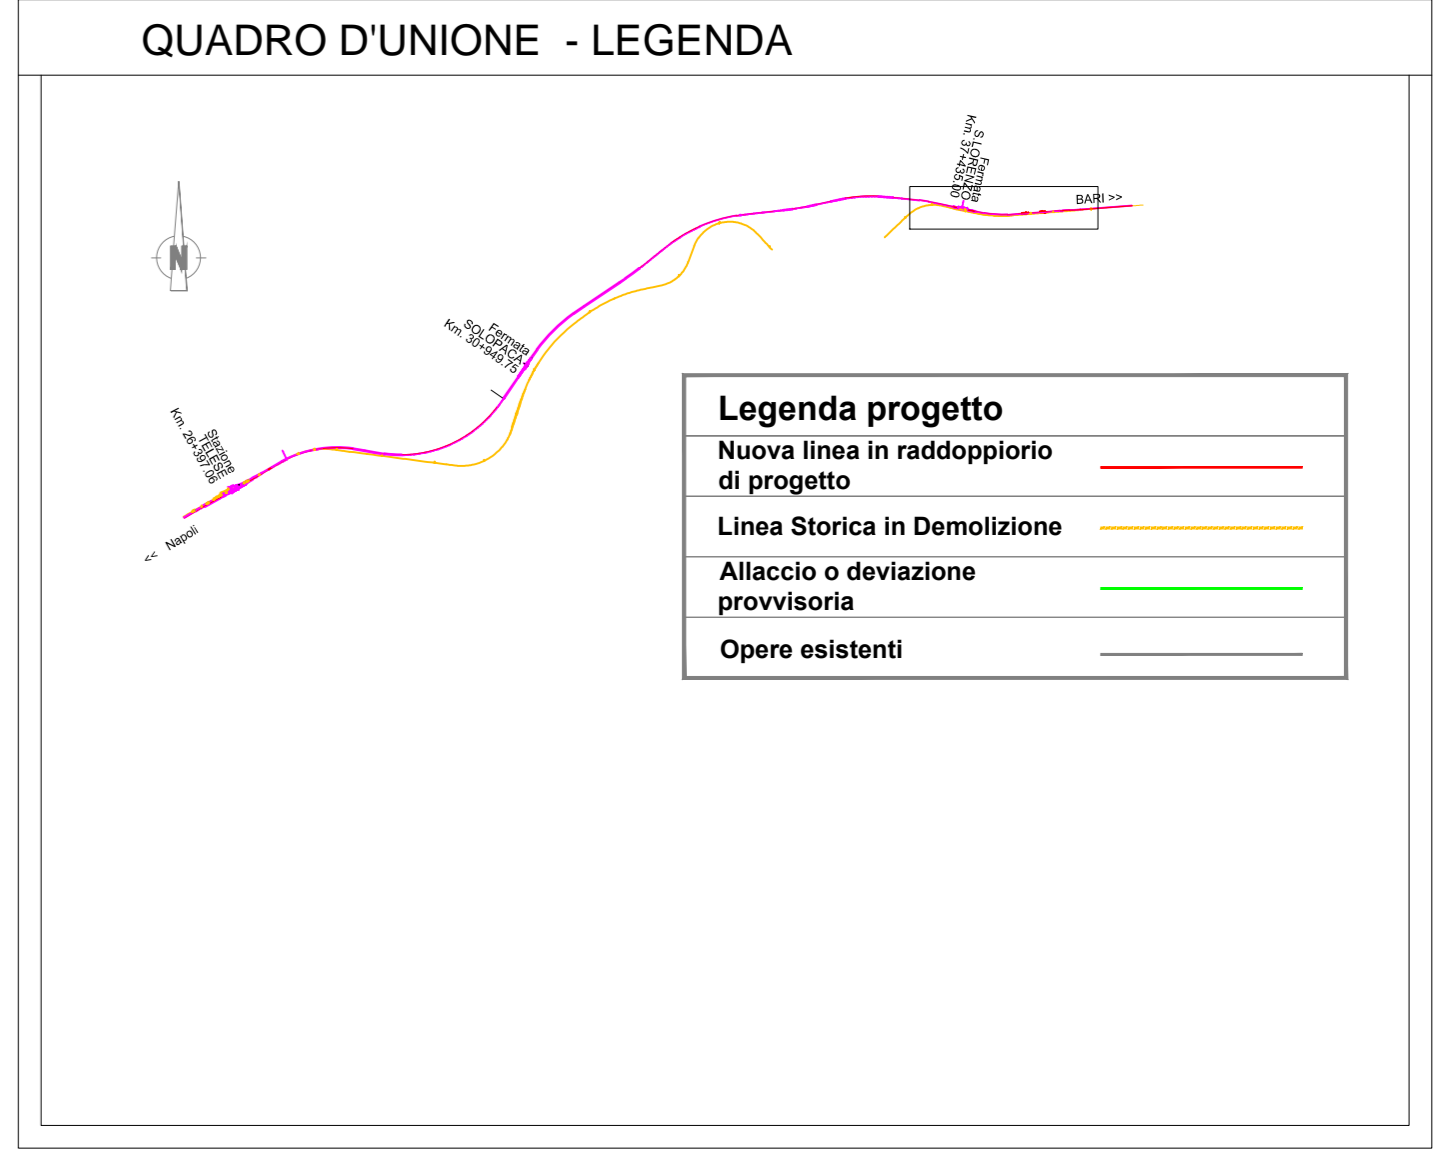 QUADRO D'UNIONE - LEGENDA
Fermata
S.LORENZO
Km. 37+435.00
BARI >>
N
Fermata
SOLOPACA
Km. 30+949.75
Stazione
TELESE
Km. 26+397.06
<< Napoli
Legenda progetto
Nuova linea in raddoppiorio
di progetto
Linea Storica in Demolizione
Allaccio o deviazione
provvisoria
Opere esistenti